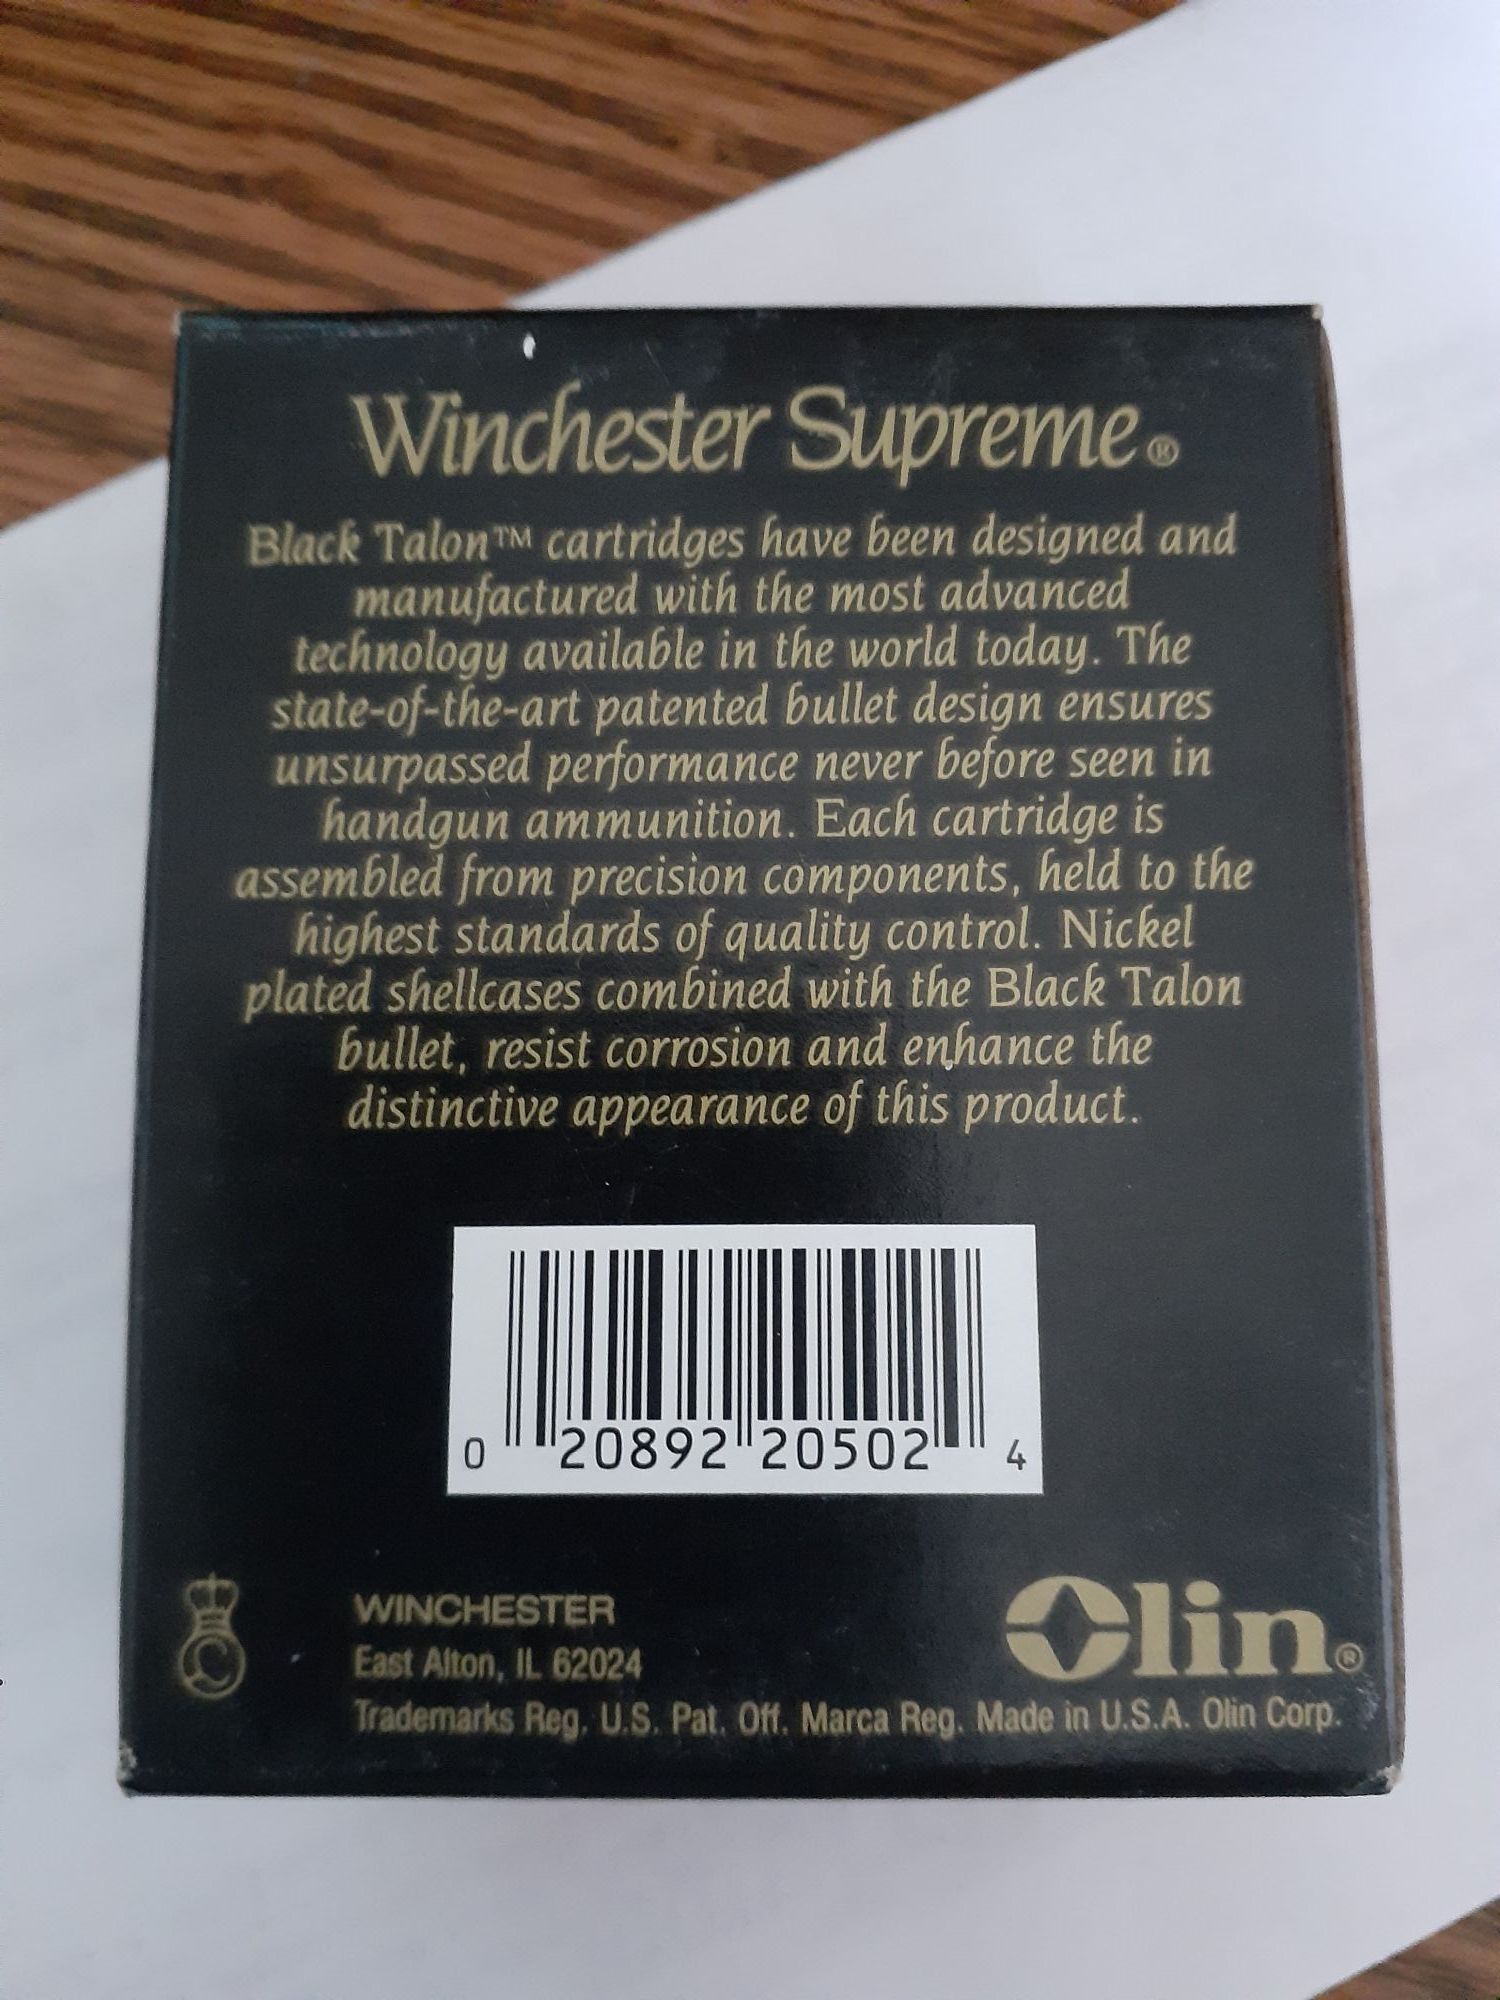 Winchester Supreme®
Black Talon™ cartridges have been designed and
manufactured with the most advanced
technology available in the world today. The
state-of-the-art patented bullet design ensures
unsurpassed performance never before seen in
handgun ammunition. Each cartridge is
assembled from precision components, held to the
highest standards of quality control. Nickel
plated shellcases combined with the Black Talon
bullet, resist corrosion and enhance the
distinctive appearance of this product.
0 20892 20502 4
C
WINCHESTER
East Alton, IL 62024
Olin®
Trademarks Reg. U.S. Pat. Off. Marca Reg. Made in U.S.A. Olin Corp.